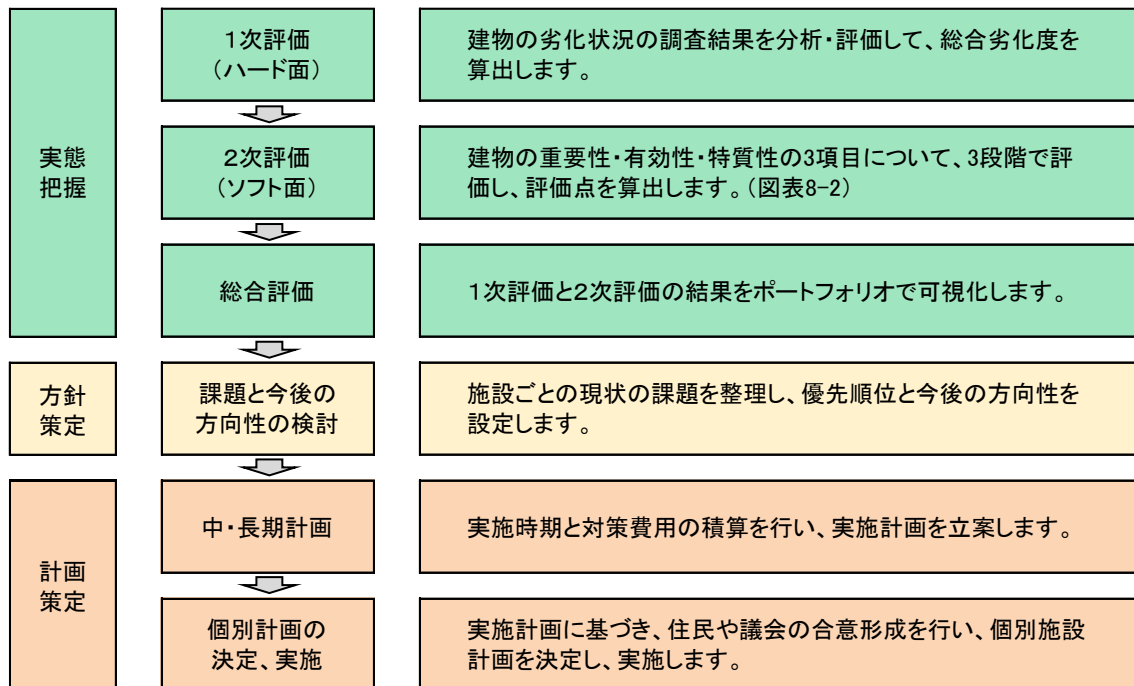 実態
把握
1次評価
(ハード面)
建物の劣化状況の調査結果を分析・評価して、総合劣化度を
算出します。
2次評価
(ソフト面)
建物の重要性・有効性・特質性の3項目について、3段階で評
価し、評価点を算出します。(図表8-2)
総合評価
1次評価と2次評価の結果をポートフォリオで可視化します。
方針
策定
課題と今後の
方向性の検討
施設ごとの現状の課題を整理し、優先順位と今後の方向性を
設定します。
計画
策定
中・長期計画
実施時期と対策費用の積算を行い、実施計画を立案します。
個別計画の
決定、実施
実施計画に基づき、住民や議会の合意形成を行い、個別施設
計画を決定し、実施します。